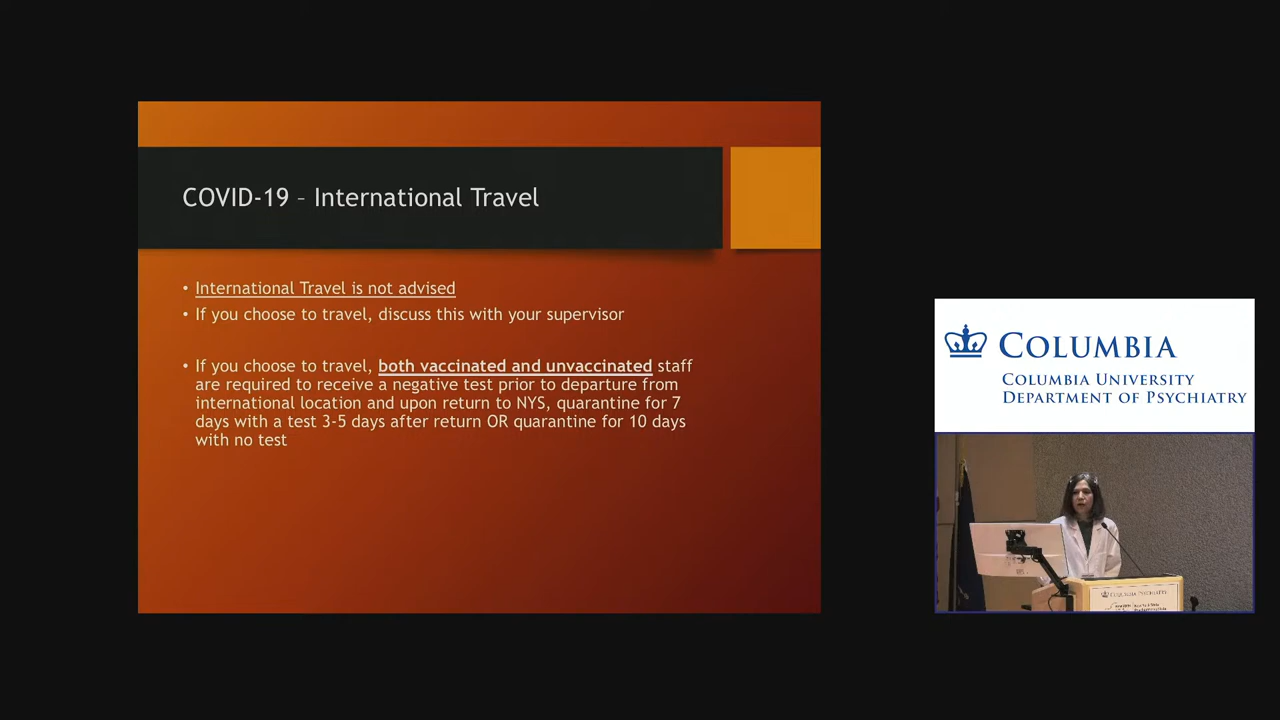 COVID-19 – International Travel
• International Travel is not advised
• If you choose to travel, discuss this with your supervisor
• If you choose to travel, both vaccinated and unvaccinated staff
are required to receive a negative test prior to departure from
international location and upon return to NYS, quarantine for 7
days with a test 3-5 days after return OR quarantine for 10 days
with no test
COLUMBIA
COLUMBIA UNIVERSITY
DEPARTMENT OF PSYCHIATRY
COLUMBIA PSYCHIATRY